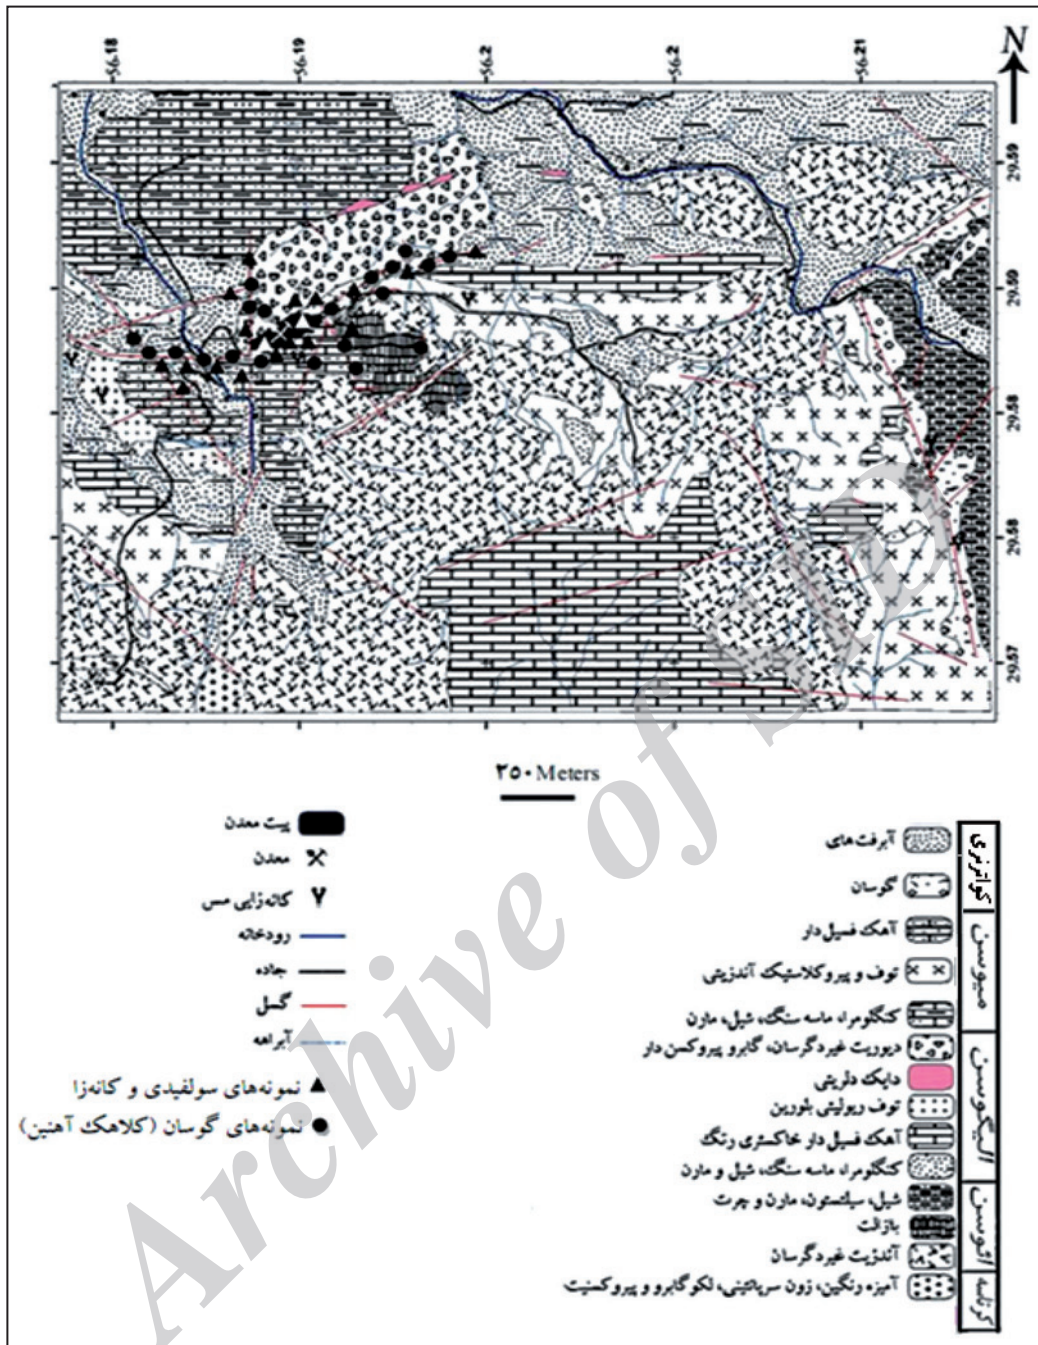 56.18 56.19 56.2 56.2 56.21
N
29.59
29.59
29.58
29.58
29.57
۳۵۰ Meters
کواترنری
آبرفت‌های
گوسان
میوسن
آهک فسیل دار
توف و پیروکلاستیک آندزیتی
کنگلومرا، ماسه سنگ، شیل، مارن
الیگوسن
دیوریت غیردگرسان، گابرو پیروکسن دار
دایک دلریتی
توف ریولیتی بلورین
آهک فسیل دار خاکستری رنگ
کنگلومرا، ماسه سنگ، شیل و مارن
ائوسن
شیل، سیلتستون، مارن و چرت
بازالت
آندزیت غیردگرسان
کرتاسه
آمیزه رنگین، زون سرپانتینی، لکوگابرو و پیروکسنیت
پیت معدن
معدن
کانه‌زایی مس
رودخانه
جاده
گسل
آبراهه
نمونه‌های سولفیدی و کانه‌زا
نمونه‌های گوسان (کلاهک آهنین)
Archive of SID